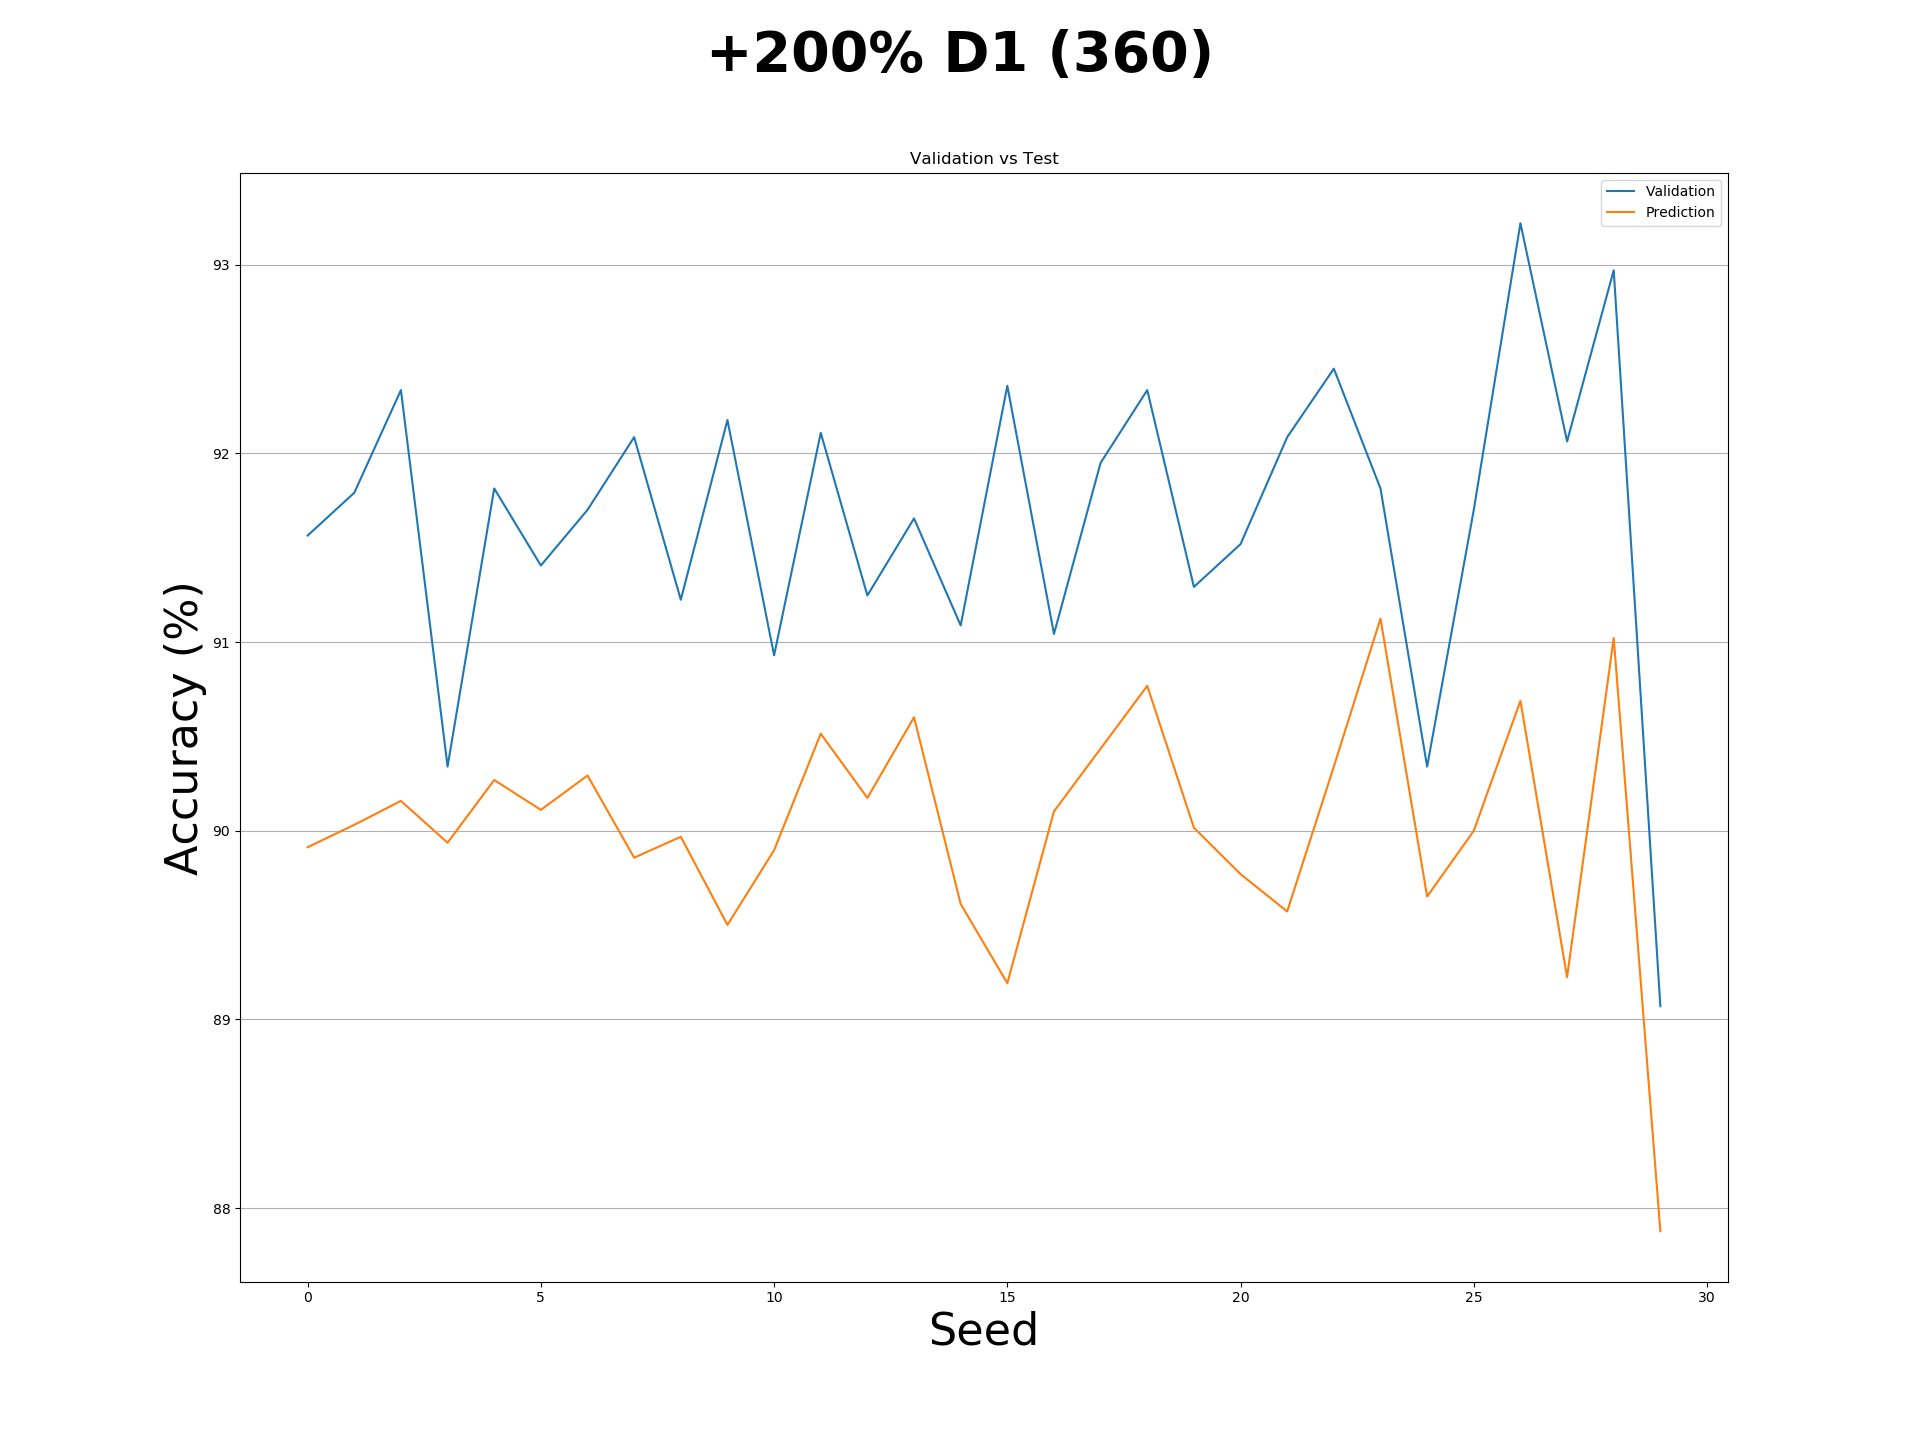 +200% D1 (360)
Validation vs Test
Validation
Prediction
93
92
91
90
89
88
Accuracy (%)
0 5 10 15 20 25 30
Seed